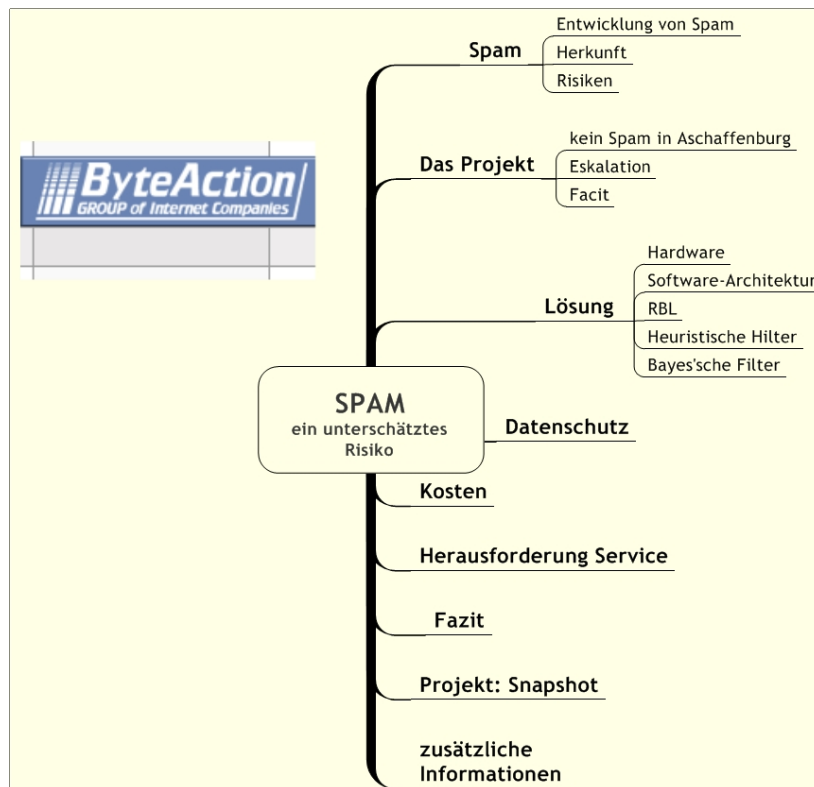 Entwicklung von Spam
Spam
Herkunft
Risiken
ByteAction
GROUP of Internet Companies
kein Spam in Aschaffenburg
Das Projekt
Eskalation
Facit
Hardware
Software-Architektur
Lösung
RBL
Heuristische Hilter
Bayes'sche Filter
SPAM
ein unterschätztes
Risiko
Datenschutz
Kosten
Herausforderung Service
Fazit
Projekt: Snapshot
zusätzliche
Informationen